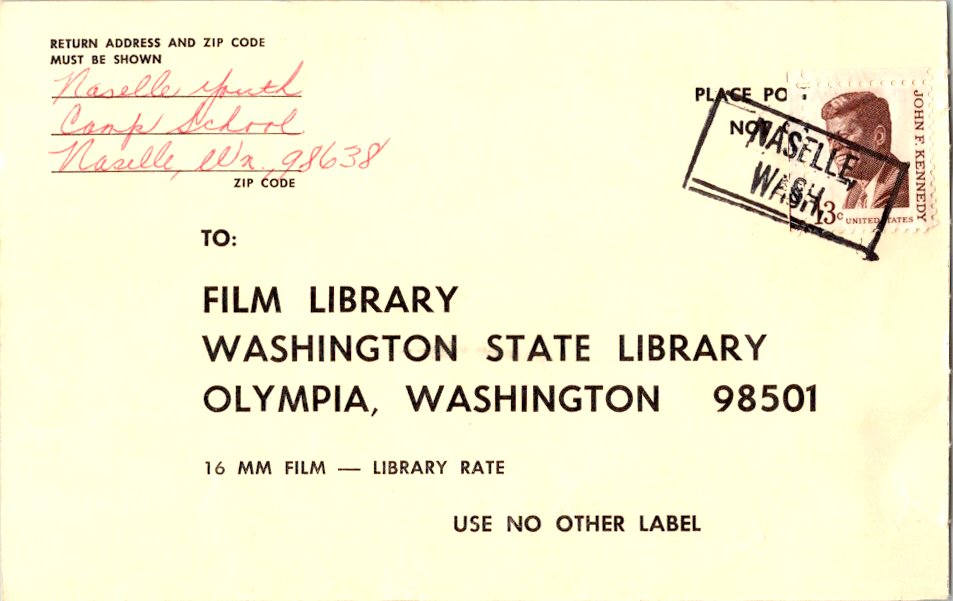 RETURN ADDRESS AND ZIP CODE
MUST BE SHOWN
Naselle Youth
Camp School
Naselle, Wn, 98638
ZIP CODE
PLACE
NOT
NASELLE
WASH.
JOHN F. KENNEDY
13c UNITED STATES
TO:
FILM LIBRARY
WASHINGTON STATE LIBRARY
OLYMPIA, WASHINGTON 98501
16 MM FILM — LIBRARY RATE
USE NO OTHER LABEL